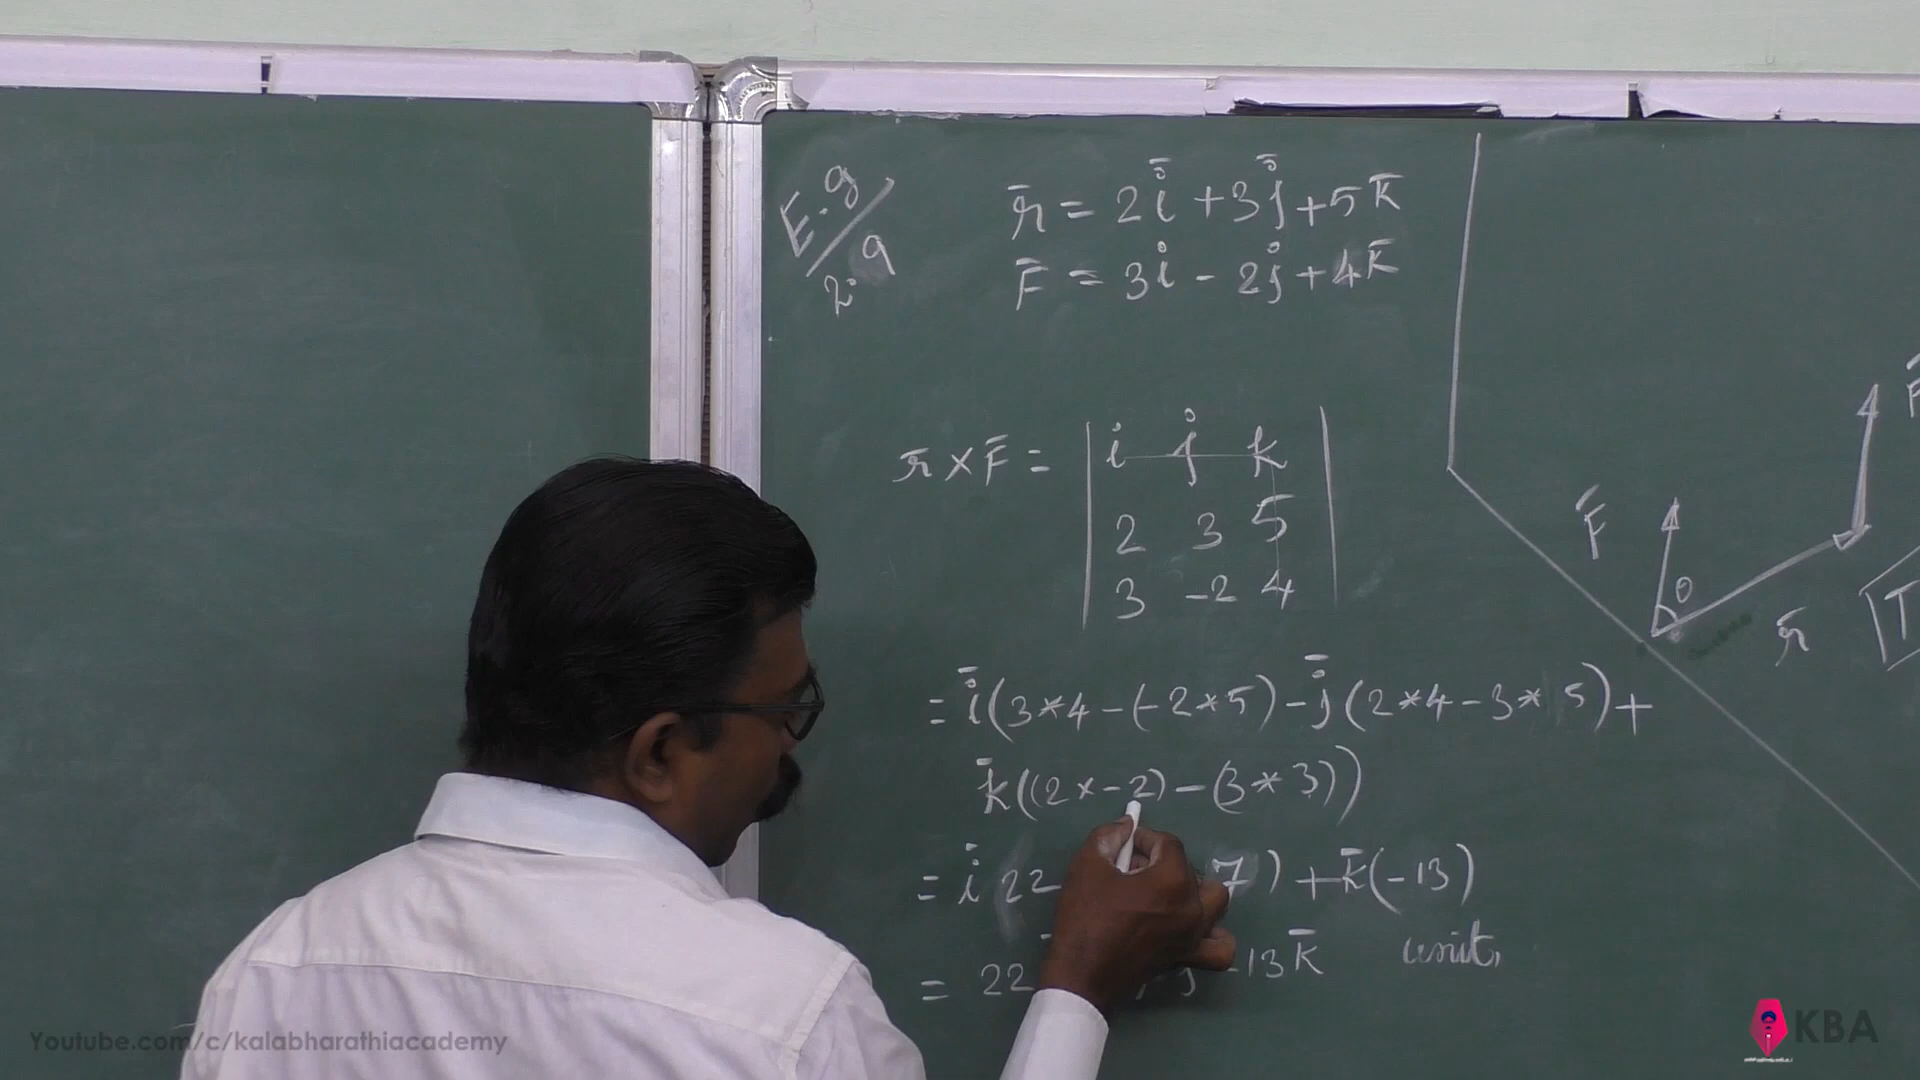 E.g/2.9
r̄ = 2ī + 3j̄ + 5k̄
F̄ = 3i - 2j + 4k̄
r̄ × F̄ = | i j k |
| 2 3 5 |
| 3 -2 4 |
= ī(3*4-(-2*5)-j̄(2*4-3*5)+
k̄((2×-2)-(3*3))
= ī 22 7) + k̄(-13)
= 22 j -13k̄ unit,
F̄
θ
r̄
F̄
T
Youtube.com/c/kalabharathiacademy
KBA